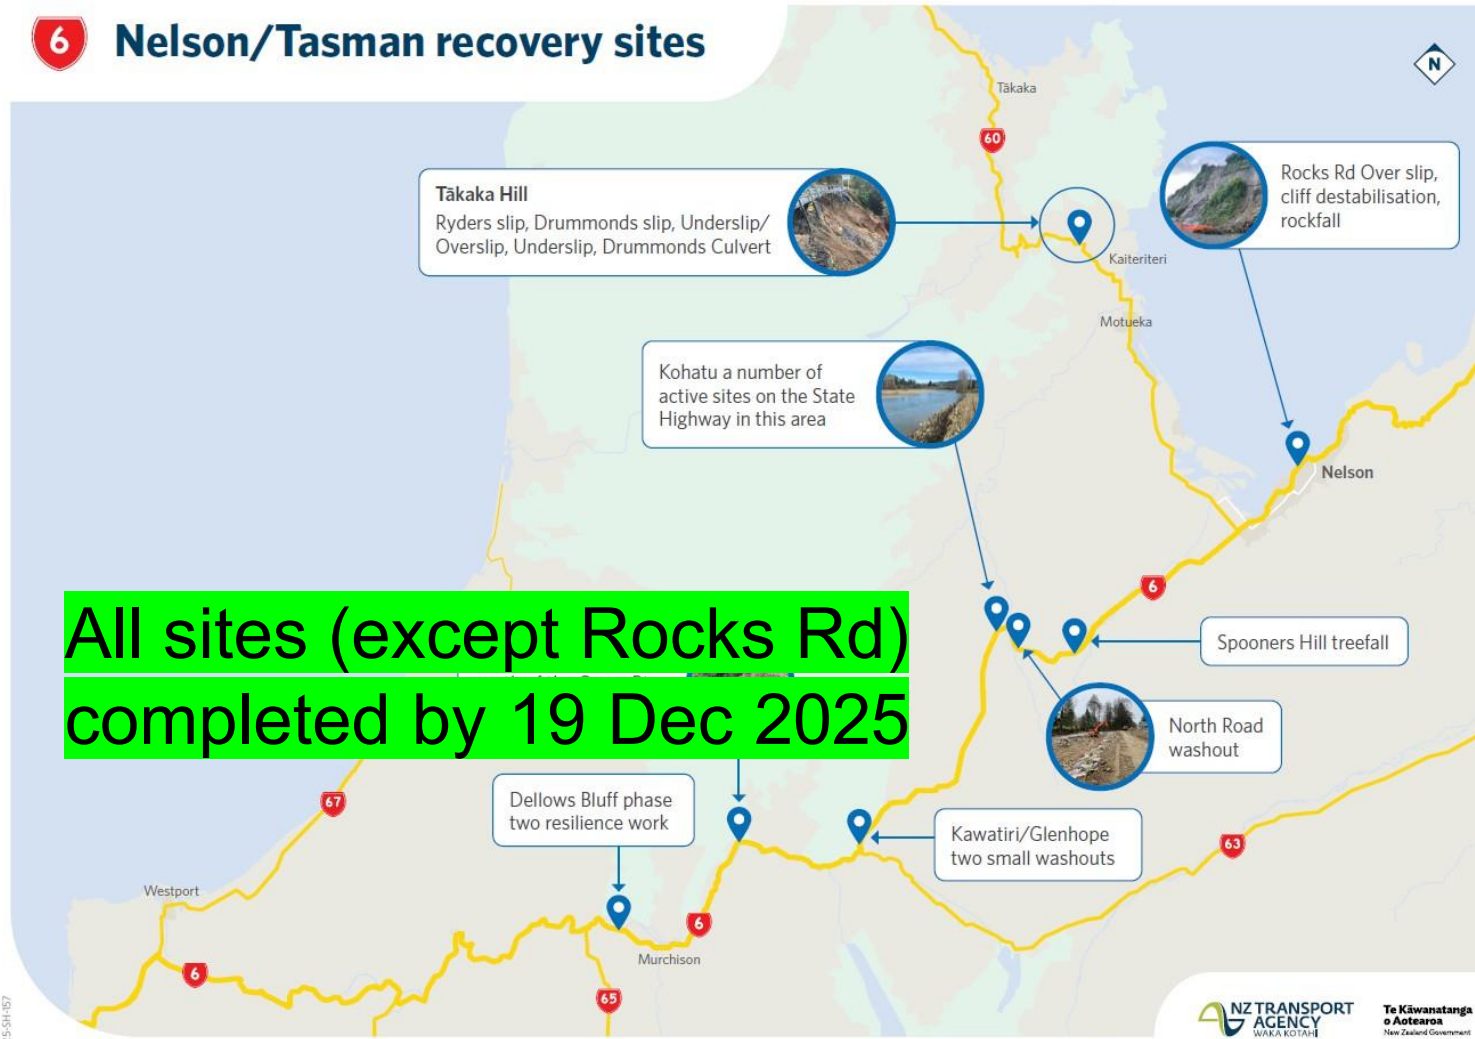 6
Nelson/Tasman recovery sites
N
Tākaka
60
Tākaka Hill
Ryders slip, Drummonds slip, Underslip/
Overslip, Underslip, Drummonds Culvert
Rocks Rd Over slip,
cliff destabilisation,
rockfall
Kaiteriteri
Motueka
Kohatu a number of
active sites on the State
Highway in this area
Nelson
6
All sites (except Rocks Rd)
completed by 19 Dec 2025
Spooners Hill treefall
North Road
washout
Dellows Bluff phase
two resilience work
67
Kawatiri/Glenhope
two small washouts
63
Westport
6
Murchison
6
65
NZ TRANSPORT
AGENCY
WAKA KOTAHI
Te Kāwanatanga
o Aotearoa
New Zealand Government